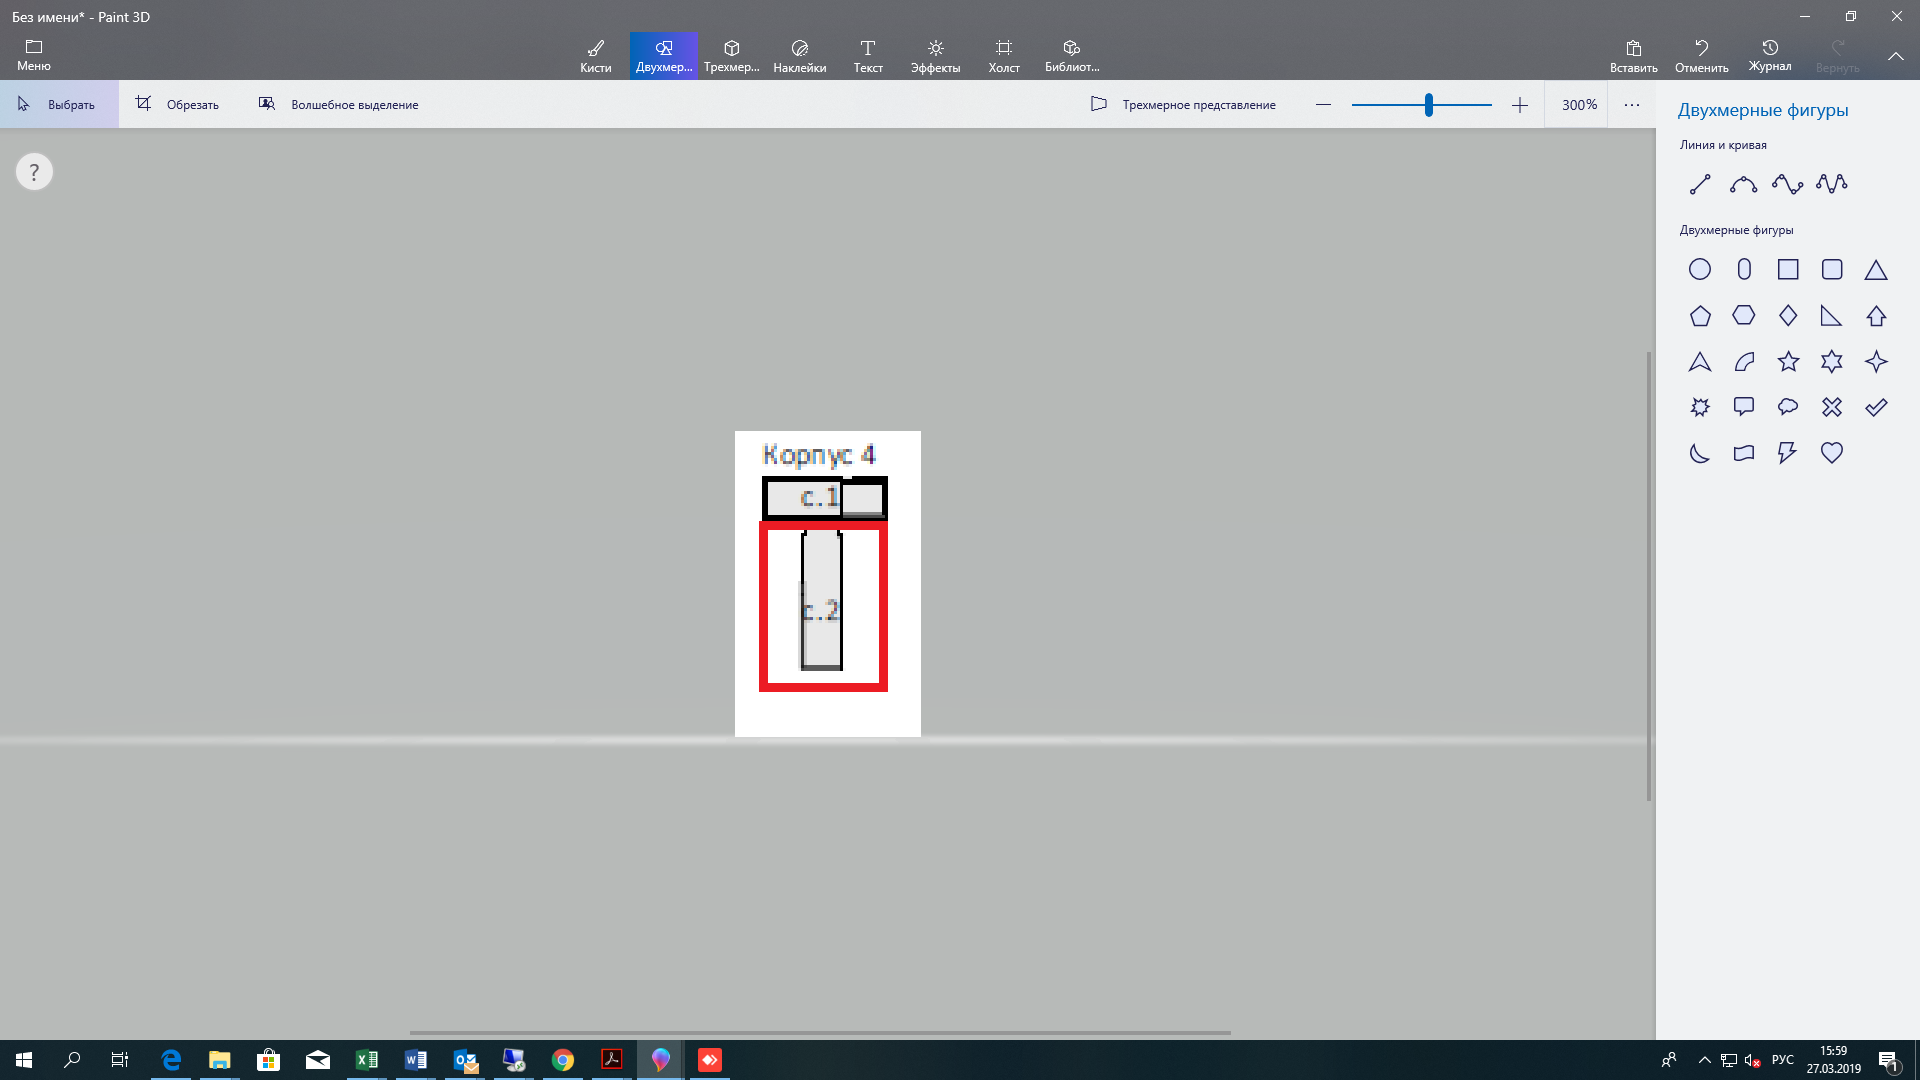 Без имени* - Paint 3D
Меню
Кисти
Двухмер...
Трехмер...
Наклейки
Текст
Эффекты
Холст
Библиот...
Вставить
Отменить
Журнал
Вернуть
Выбрать
Обрезать
Волшебное выделение
Трехмерное представление
300%
Двухмерные фигуры
Линия и кривая
Двухмерные фигуры
?
Корпус 4
с.1
с.2
РУС
15:59
27.03.2019
1